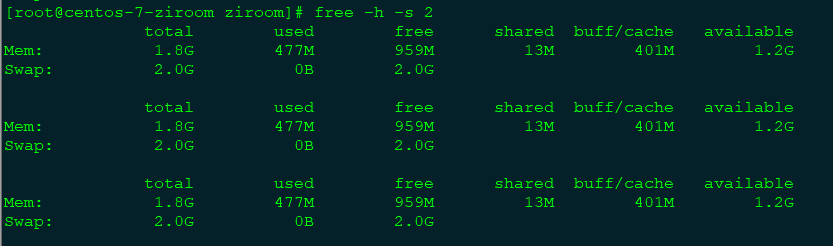 [root@centos-7-ziroom ziroom]# free -h -s 2
total used free shared buff/cache available
Mem: 1.8G 477M 959M 13M 401M 1.2G
Swap: 2.0G 0B 2.0G
total used free shared buff/cache available
Mem: 1.8G 477M 959M 13M 401M 1.2G
Swap: 2.0G 0B 2.0G
total used free shared buff/cache available
Mem: 1.8G 477M 959M 13M 401M 1.2G
Swap: 2.0G 0B 2.0G